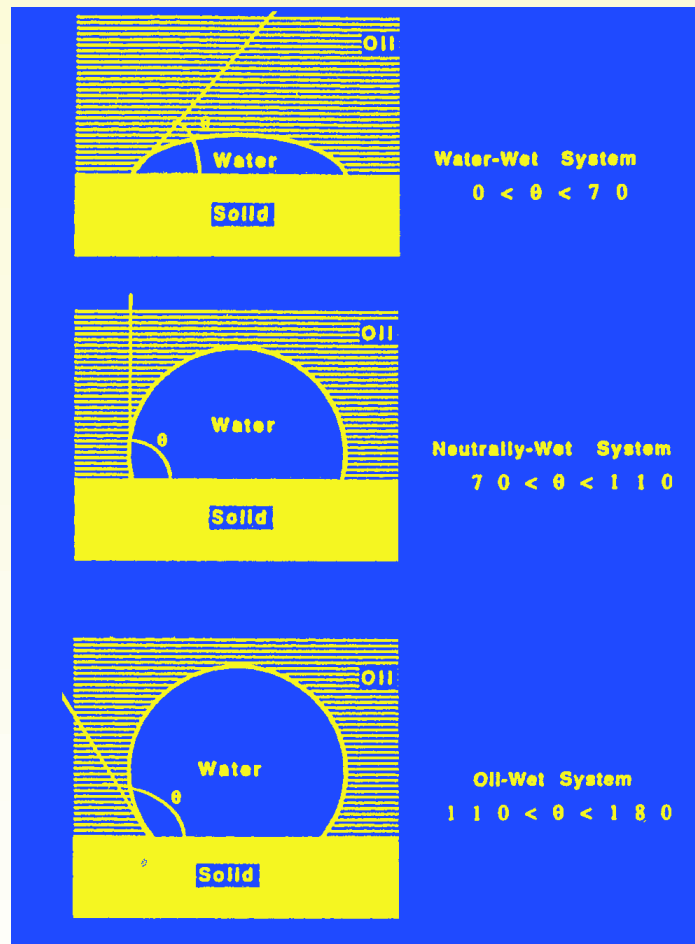 Oil
θ
Water
Solid
Water-Wet System
0 < θ < 70
Oil
θ
Water
Solid
Neutrally-Wet System
70 < θ < 110
Oil
θ
Water
Solid
Oil-Wet System
110 < θ < 180